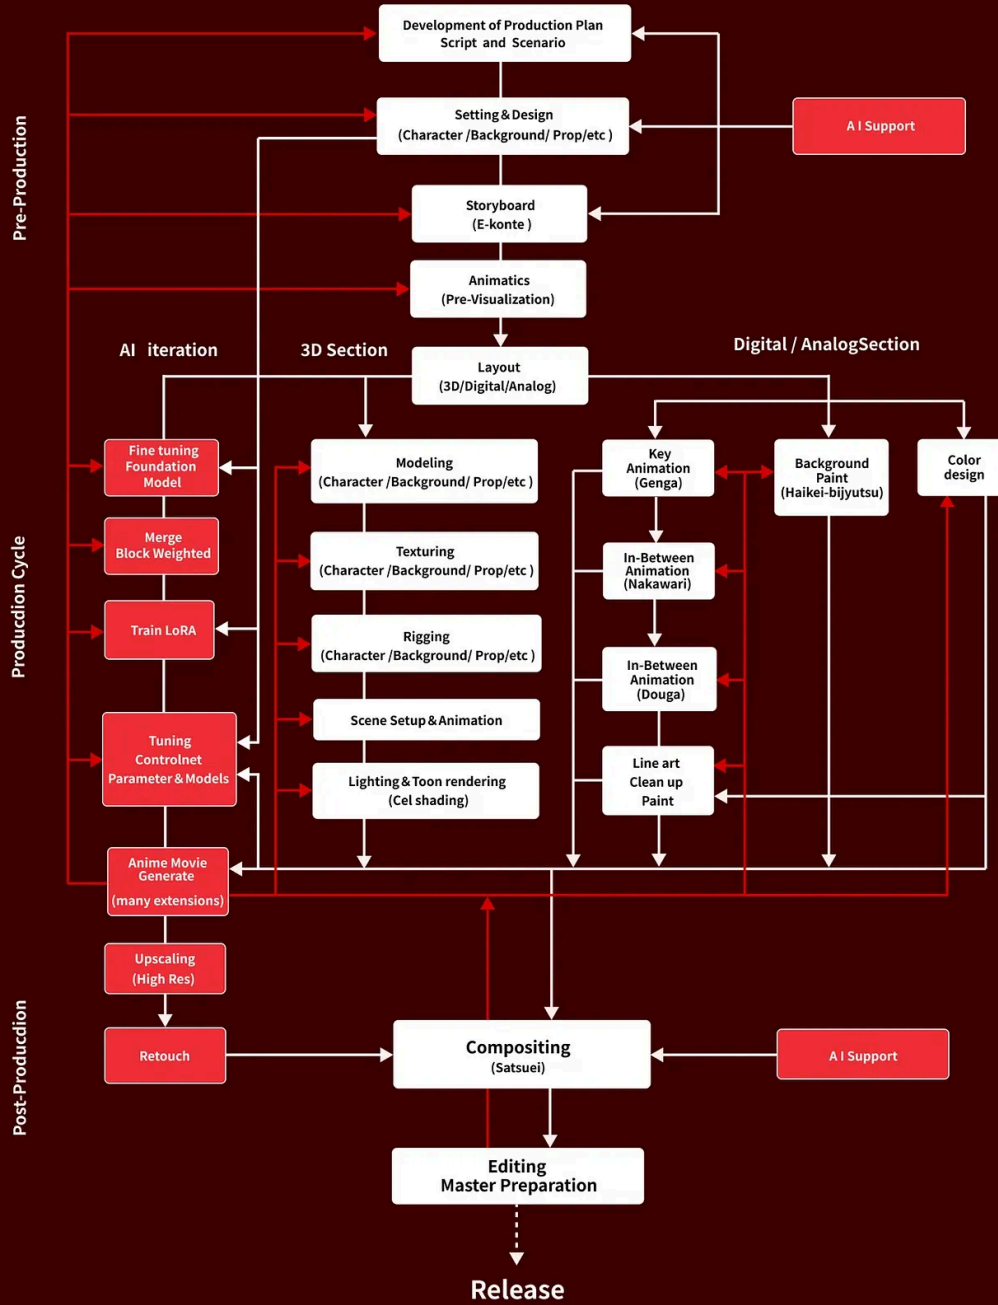 Development of Production Plan
Script and Scenario
Pre-Production
Setting & Design
(Character /Background/ Prop/etc )
A I Support
Storyboard
(E-konte )
Animatics
(Pre-Visualization)
AI iteration
3D Section
Digital / AnalogSection
Layout
(3D/Digital/Analog)
Producdion Cycle
Fine tuning
Foundation
Model
Merge
Block Weighted
Train LoRA
Tuning
Controlnet
Parameter & Models
Anime Movie
Generate
(many extensions)
Modeling
(Character /Background/ Prop/etc )
Texturing
(Character /Background/ Prop/etc )
Rigging
(Character /Background/ Prop/etc )
Scene Setup & Animation
Lighting & Toon rendering
(Cel shading)
Key
Animation
(Genga)
In-Between
Animation
(Nakawari)
In-Between
Animation
(Douga)
Line art
Clean up
Paint
Background
Paint
(Haikei-bijyutsu)
Color
design
Post-Producdion
Upscaling
(High Res)
Retouch
Compositing
(Satsuei)
A I Support
Editing
Master Preparation
Release